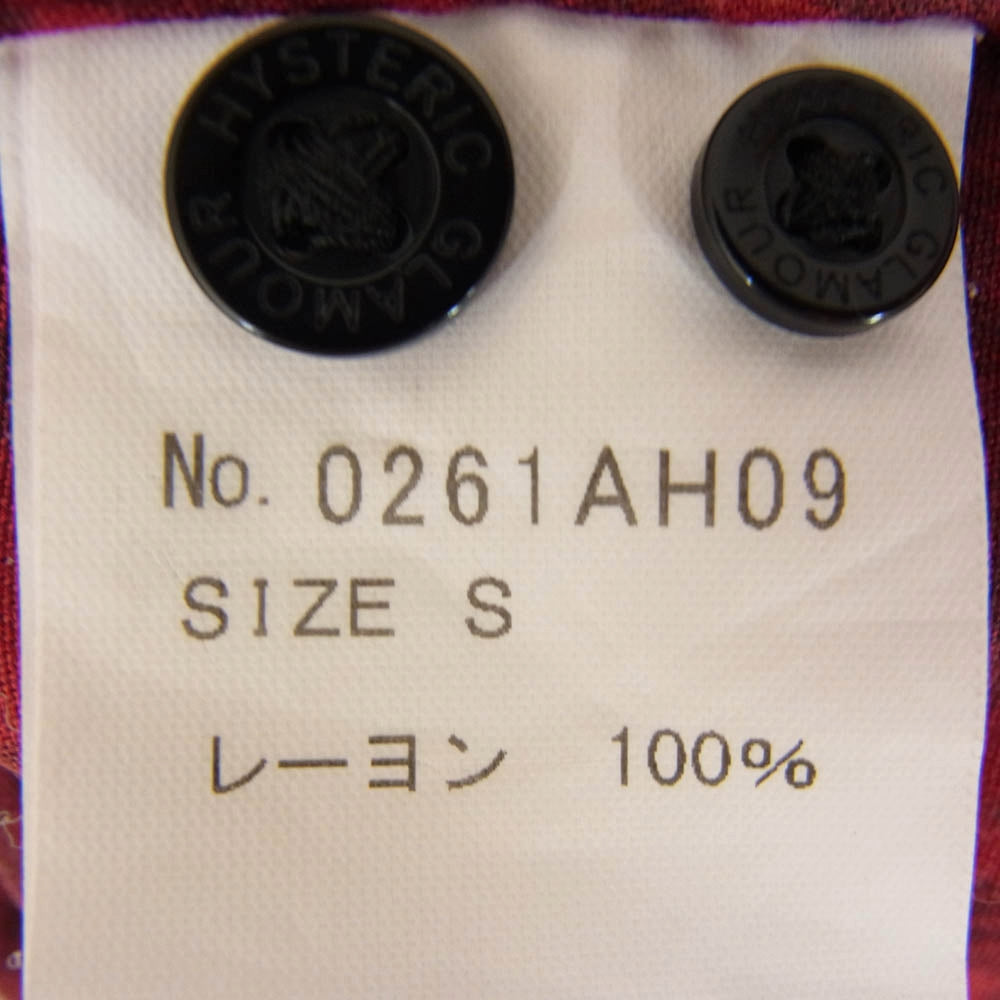 HYSTERIC GLAMOUR
HYSTERIC GLAMOUR
No. 0261AH09
SIZE S
レーヨン 100%